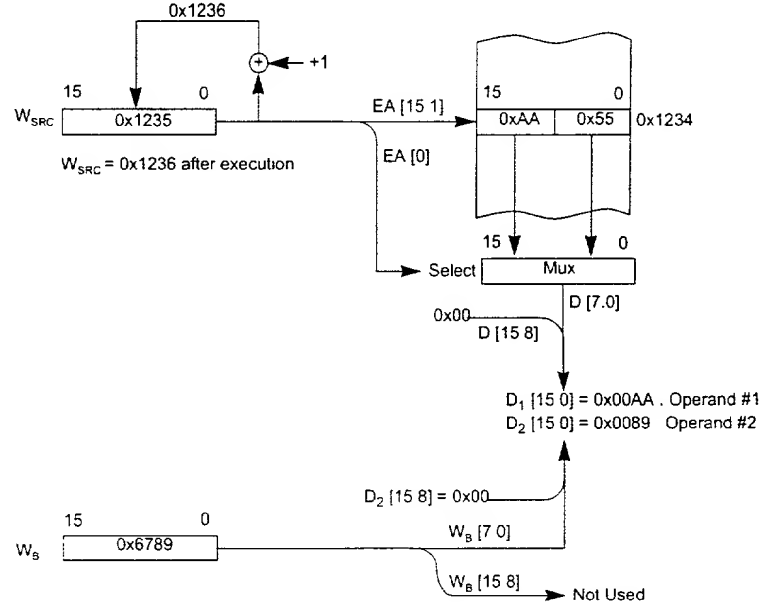 0x1236
+
+1
15 0
15 0
W_SRC 0x1235
EA [15 1]
0xAA 0x55 0x1234
EA [0]
W_SRC = 0x1236 after execution
15 0
Select Mux
D [7.0]
0x00
D [15 8]
D_1 [15 0] = 0x00AA . Operand #1
D_2 [15 0] = 0x0089 Operand #2
D_2 [15 8] = 0x00
15 0
W_B [7 0]
W_B 0x6789
W_B [15 8]
Not Used